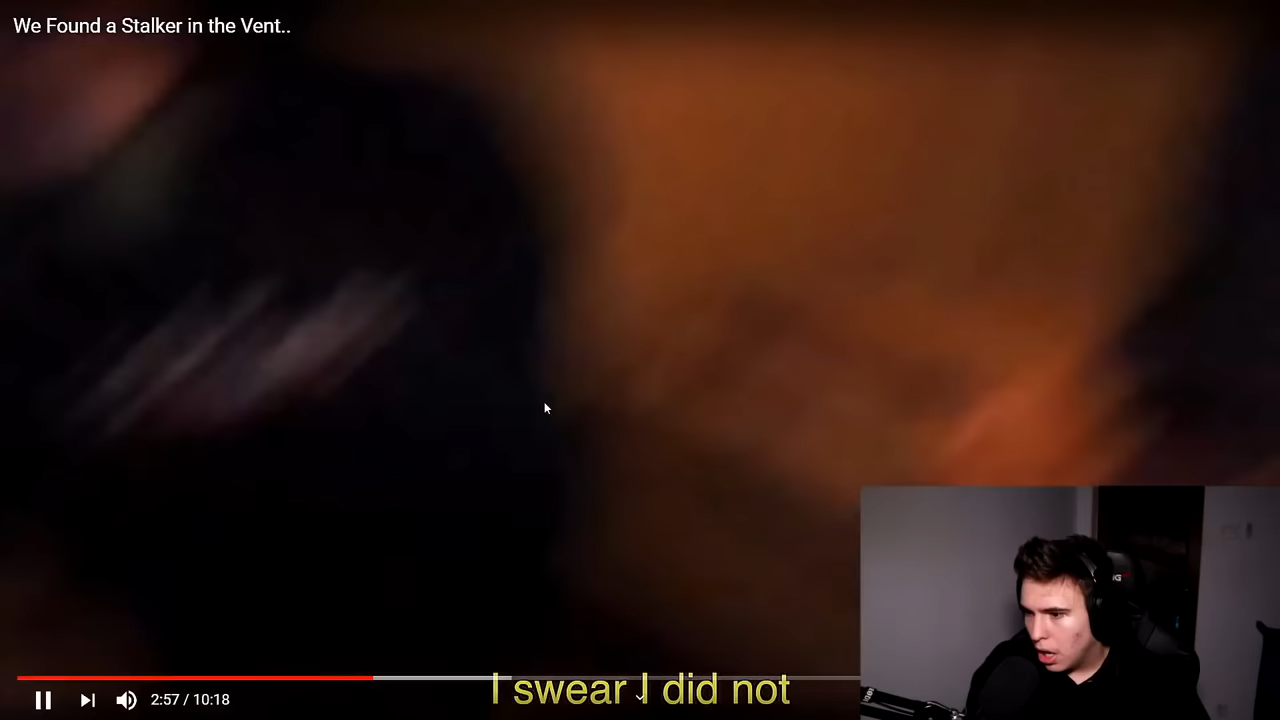 We Found a Stalker in the Vent..
I swear I did not
2:57 / 10:18